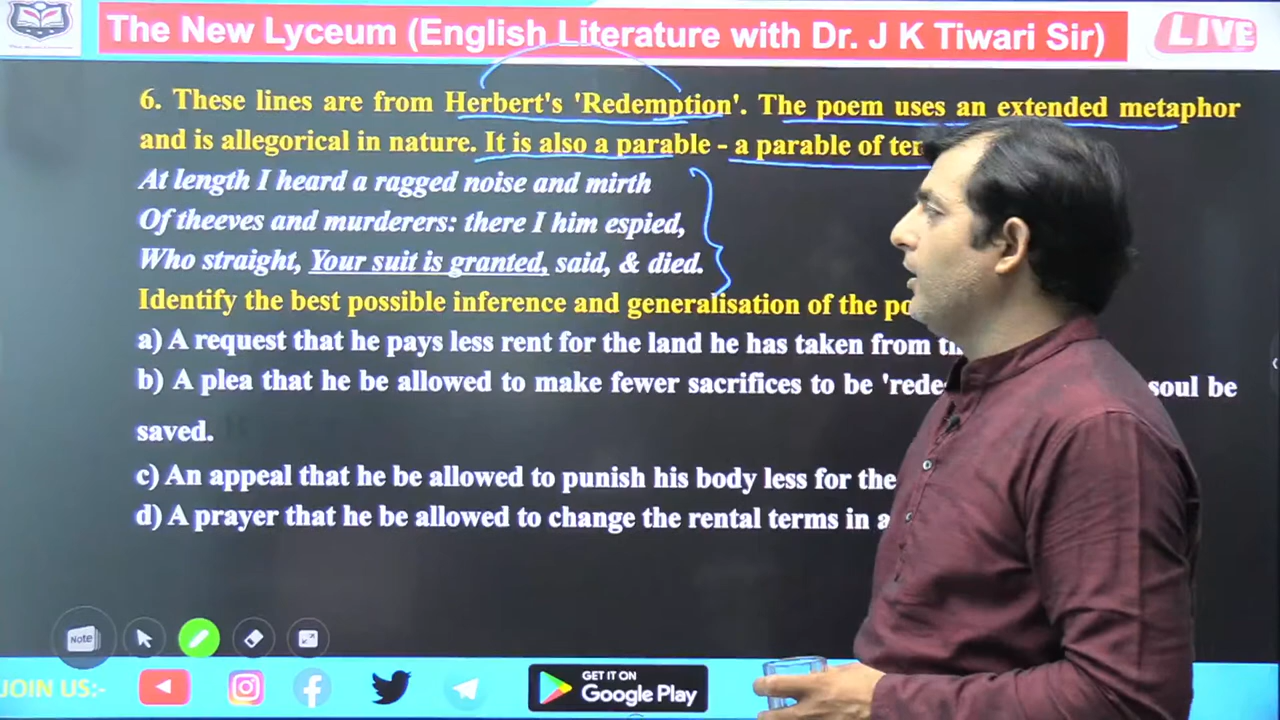 The New Lyceum (English Literature with Dr. J K Tiwari Sir)
LIVE
6. These lines are from Herbert's 'Redemption'. The poem uses an extended metaphor
and is allegorical in nature. It is also a parable - a parable of
At length I heard a ragged noise and mirth
Of theeves and murderers: there I him espied,
Who straight, Your suit is granted, said, & died.
Identify the best possible inference and generalisation of the
a) A request that he pays less rent for the land he has taken from
b) A plea that he be allowed to make fewer sacrifices to be soul be
saved.
c) An appeal that he be allowed to punish his body less for the
d) A prayer that he be allowed to change the rental terms in
Note
JOIN US:-
GET IT ON
Google Play